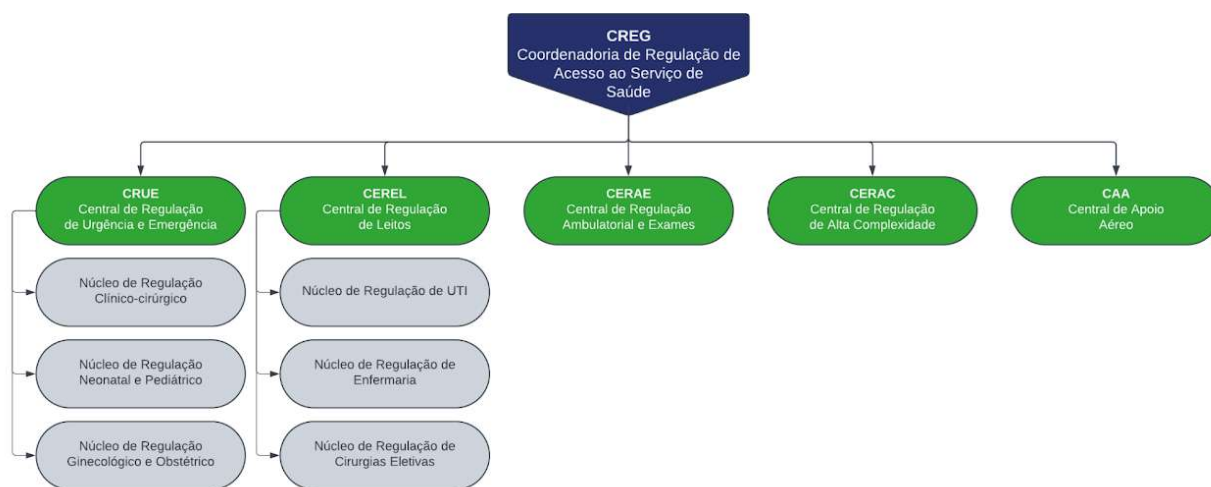 CREG
Coordenadoria de Regulação de
Acesso ao Serviço de
Saúde
CRUE
Central de Regulação
de Urgência e Emergência
CEREL
Central de Regulação
de Leitos
CERAE
Central de Regulação
Ambulatorial e Exames
CERAC
Central de Regulação
de Alta Complexidade
CAA
Central de Apoio
Aéreo
Núcleo de Regulação
Clínico-cirúrgico
Núcleo de Regulação de UTI
Núcleo de Regulação
Neonatal e Pediátrico
Núcleo de Regulação de
Enfermaria
Núcleo de Regulação
Ginecológico e Obstétrico
Núcleo de Regulação de
Cirurgias Eletivas